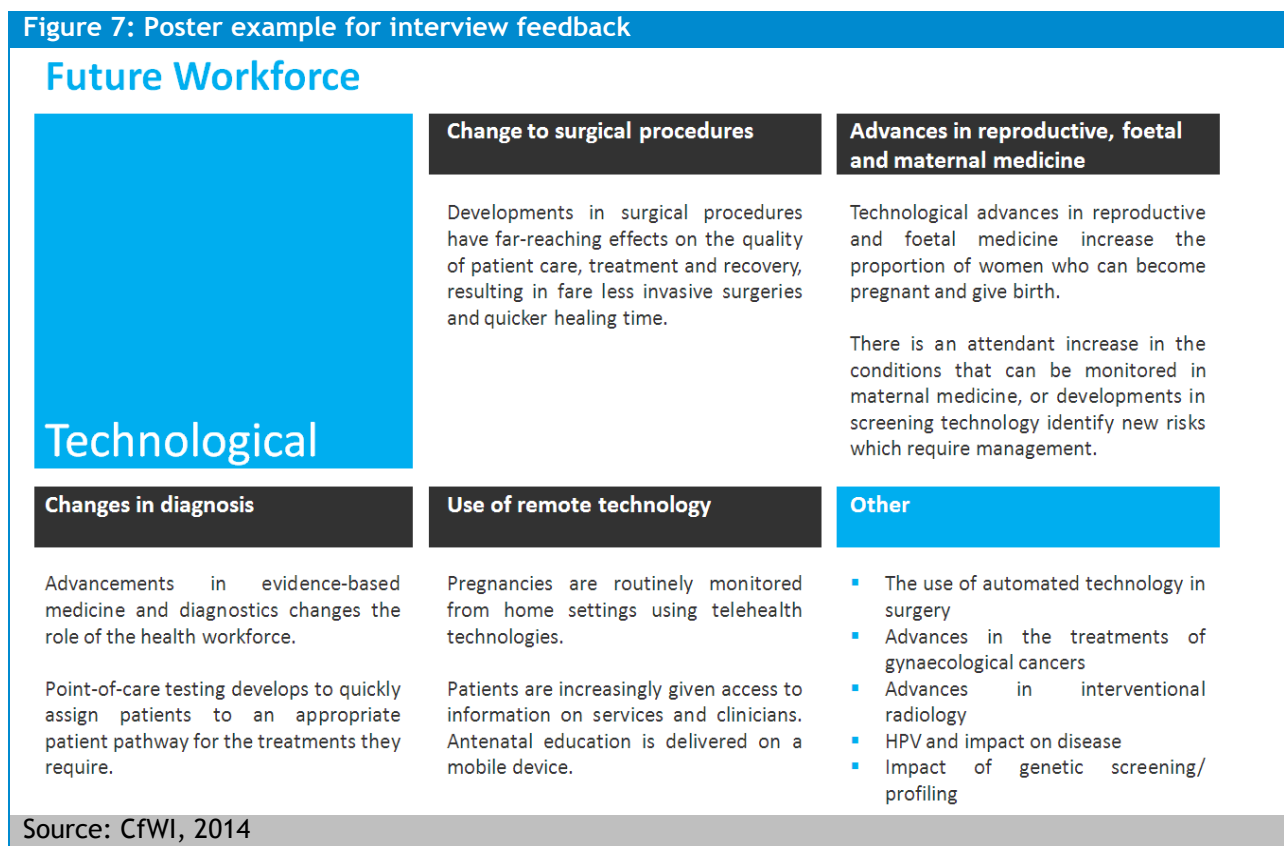 Figure 7: Poster example for interview feedback
Future Workforce
Technological
Change to surgical procedures
Developments in surgical procedures
have far-reaching effects on the quality
of patient care, treatment and recovery,
resulting in fare less invasive surgeries
and quicker healing time.
Advances in reproductive, foetal
and maternal medicine
Technological advances in reproductive
and foetal medicine increase the
proportion of women who can become
pregnant and give birth.
There is an attendant increase in the
conditions that can be monitored in
maternal medicine, or developments in
screening technology identify new risks
which require management.
Changes in diagnosis
Advancements in evidence-based
medicine and diagnostics changes the
role of the health workforce.
Point-of-care testing develops to quickly
assign patients to an appropriate
patient pathway for the treatments they
require.
Use of remote technology
Pregnancies are routinely monitored
from home settings using telehealth
technologies.
Patients are increasingly given access to
information on services and clinicians.
Antenatal education is delivered on a
mobile device.
Other
▪ The use of automated technology in
surgery
▪ Advances in the treatments of
gynaecological cancers
▪ Advances in interventional
radiology
▪ HPV and impact on disease
▪ Impact of genetic screening/
profiling
Source: CfWI, 2014